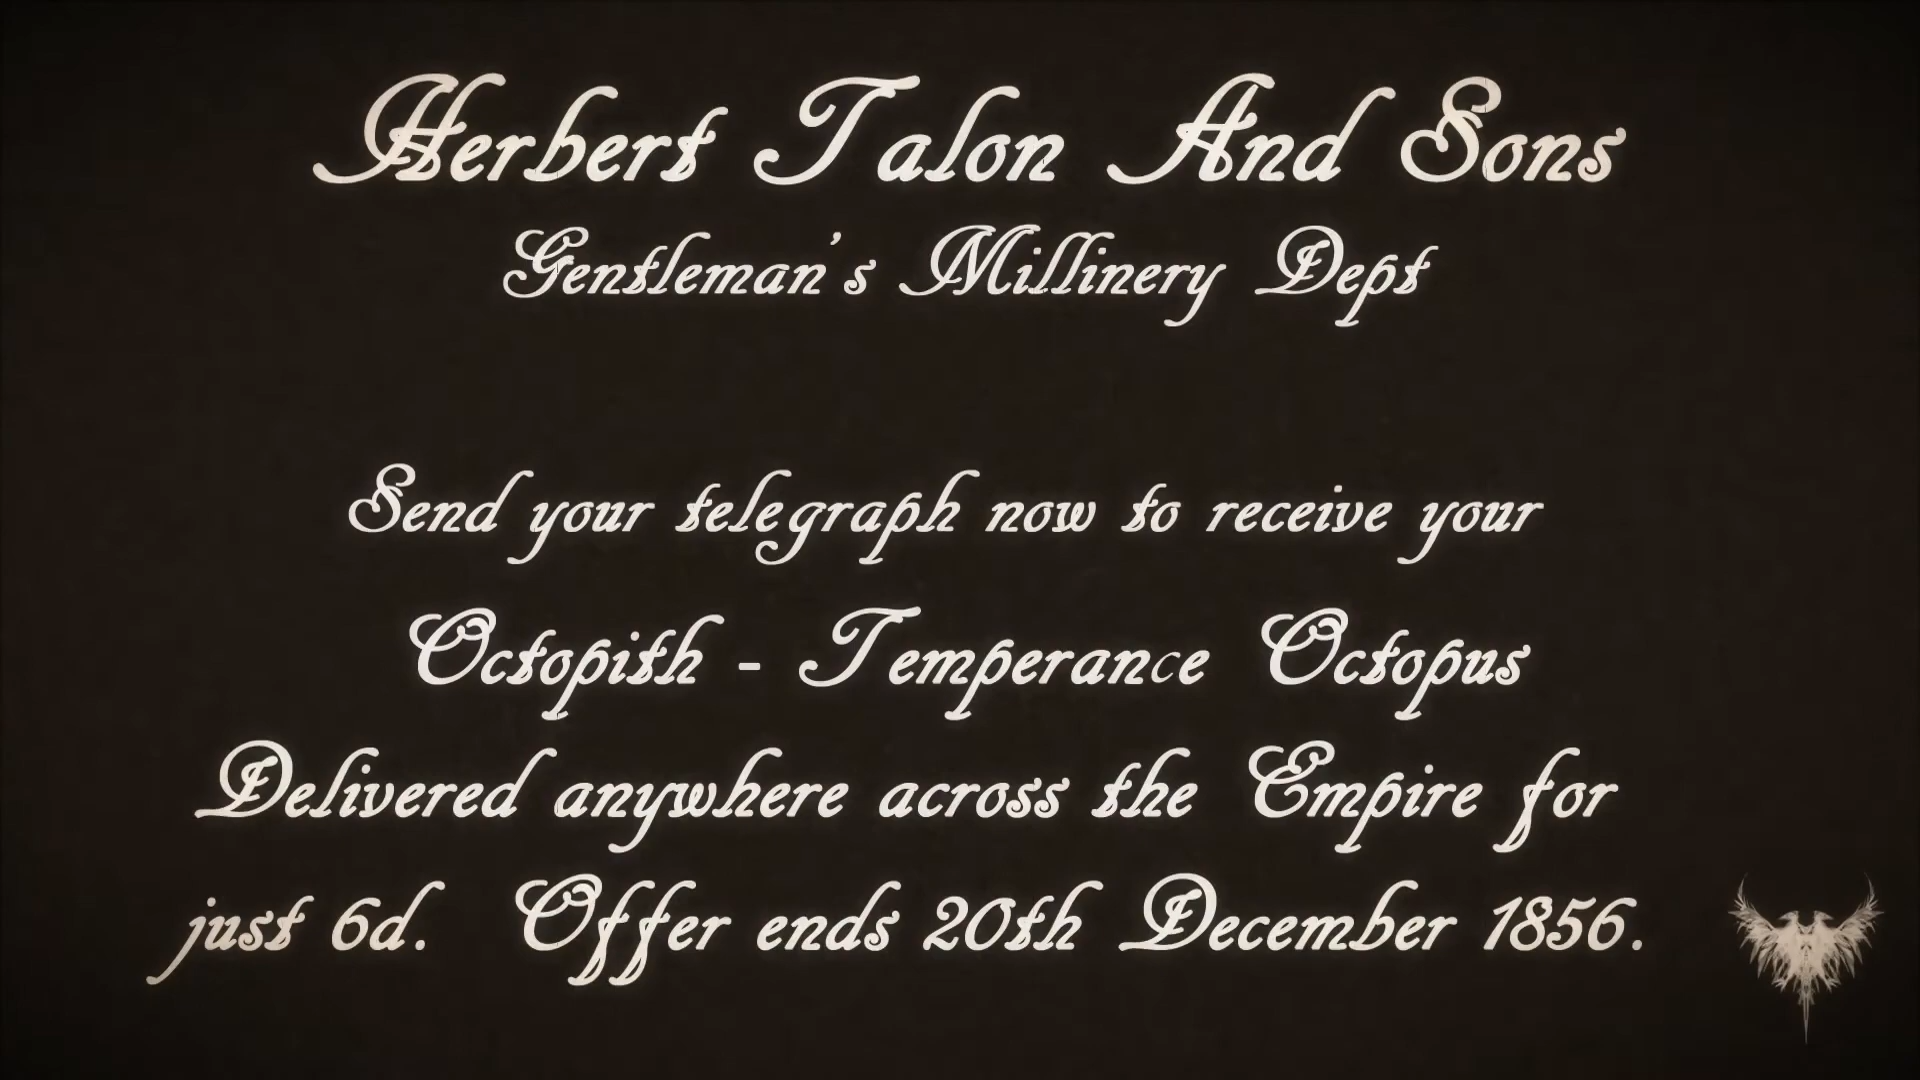 Herbert Talon And Sons
Gentleman's Millinery Dept
Send your telegraph now to receive your
Octopith - Temperance Octopus
Delivered anywhere across the Empire for
just 6d. Offer ends 20th December 1856.